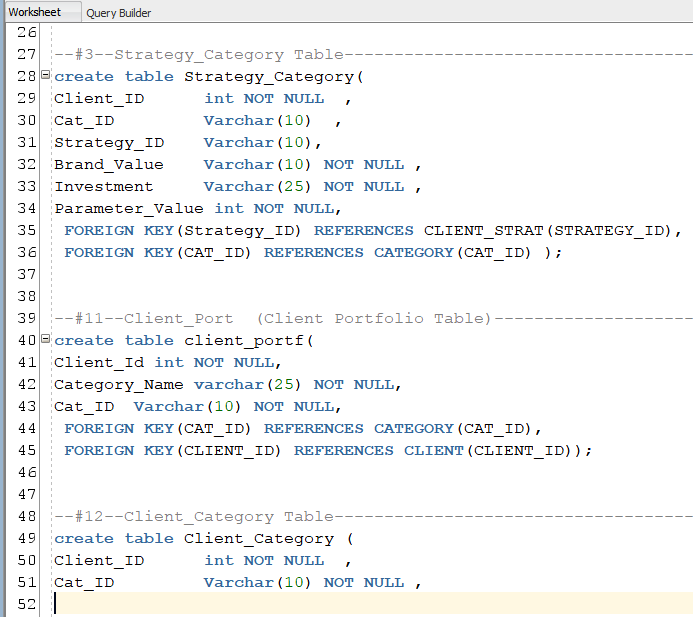 Worksheet Query Builder
26
27 --#3--Strategy_Category Table-----------------------------------
28 create table Strategy_Category(
29 Client_ID      int NOT NULL  ,
30 Cat_ID         Varchar(10)  ,
31 Strategy_ID    Varchar(10),
32 Brand_Value    Varchar(10) NOT NULL ,
33 Investment     Varchar(25) NOT NULL ,
34 Parameter_Value int NOT NULL,
35  FOREIGN KEY(Strategy_ID) REFERENCES CLIENT_STRAT(STRATEGY_ID),
36  FOREIGN KEY(CAT_ID) REFERENCES CATEGORY(CAT_ID) );
37
38
39 --#11--Client_Port  (Client Portfolio Table)--------------------
40 create table client_portf(
41 Client_Id int NOT NULL,
42 Category_Name varchar(25) NOT NULL,
43 Cat_ID  Varchar(10) NOT NULL,
44  FOREIGN KEY(CAT_ID) REFERENCES CATEGORY(CAT_ID),
45  FOREIGN KEY(CLIENT_ID) REFERENCES CLIENT(CLIENT_ID));
46
47
48 --#12--Client_Category Table------------------------------------
49 create table Client_Category (
50 Client_ID      int NOT NULL  ,
51 Cat_ID         Varchar(10) NOT NULL ,
52